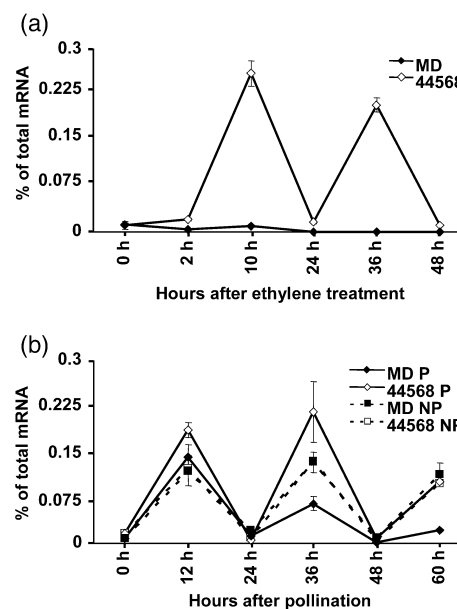 (a)
0.3
0.225
0.15
0.075
0
% of total mRNA
MD
44568
0 h
2 h
10 h
24 h
36 h
48 h
Hours after ethylene treatment
(b)
0.3
0.225
0.15
0.075
0
% of total mRNA
MD P
44568 P
MD NP
44568 NP
0 h
12 h
24 h
36 h
48 h
60 h
Hours after pollination